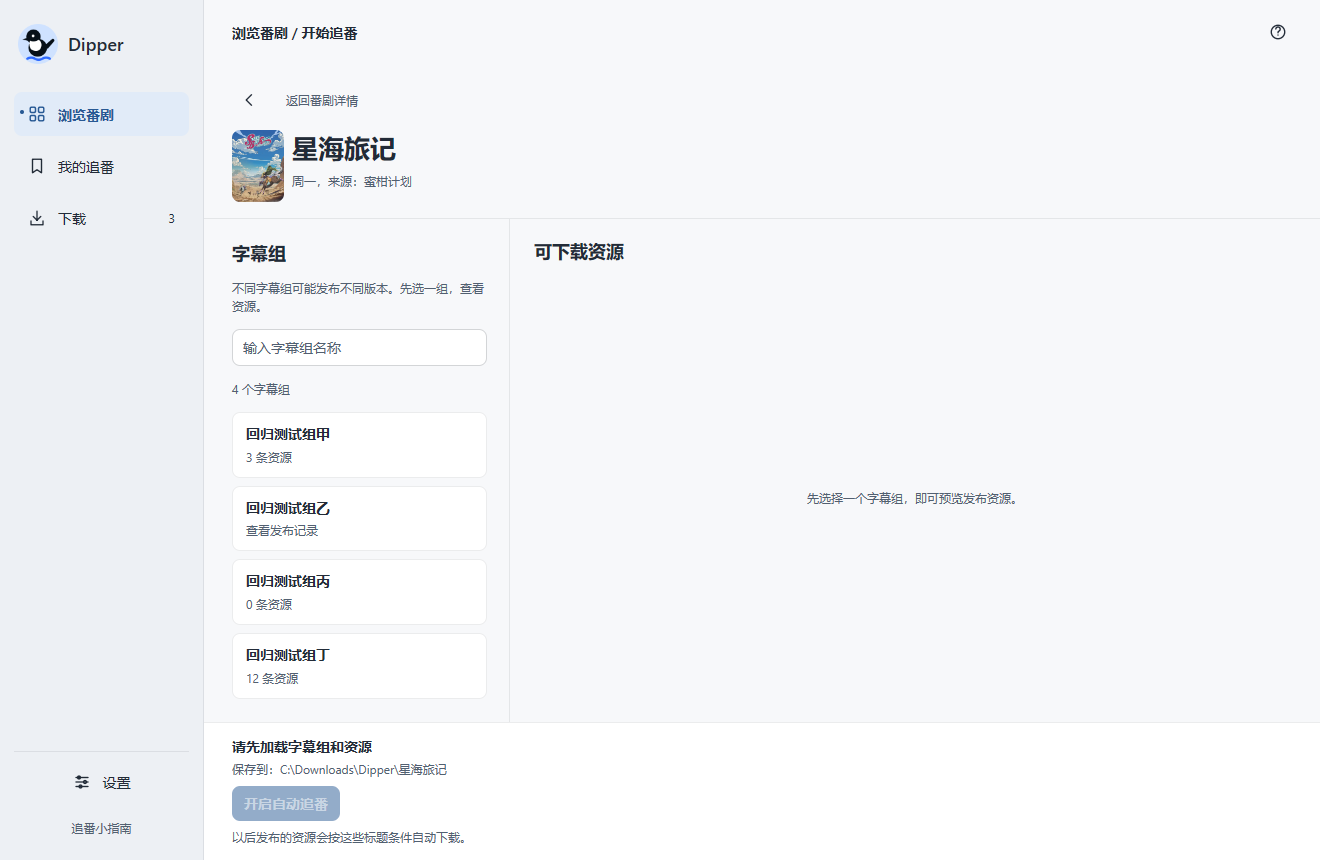 Dipper
浏览番剧
我的追番
下载 3
设置
追番小指南
浏览番剧 / 开始追番
返回番剧详情
星海旅记
周一，来源：蜜柑计划
字幕组
不同字幕组可能发布不同版本。先选一组，查看
资源。
输入字幕组名称
4 个字幕组
回归测试组甲
3 条资源
回归测试组乙
查看发布记录
回归测试组丙
0 条资源
回归测试组丁
12 条资源
可下载资源
先选择一个字幕组，即可预览发布资源。
请先加载字幕组和资源
保存到：C:\Downloads\Dipper\星海旅记
开启自动追番
以后发布的资源会按这些标题条件自动下载。